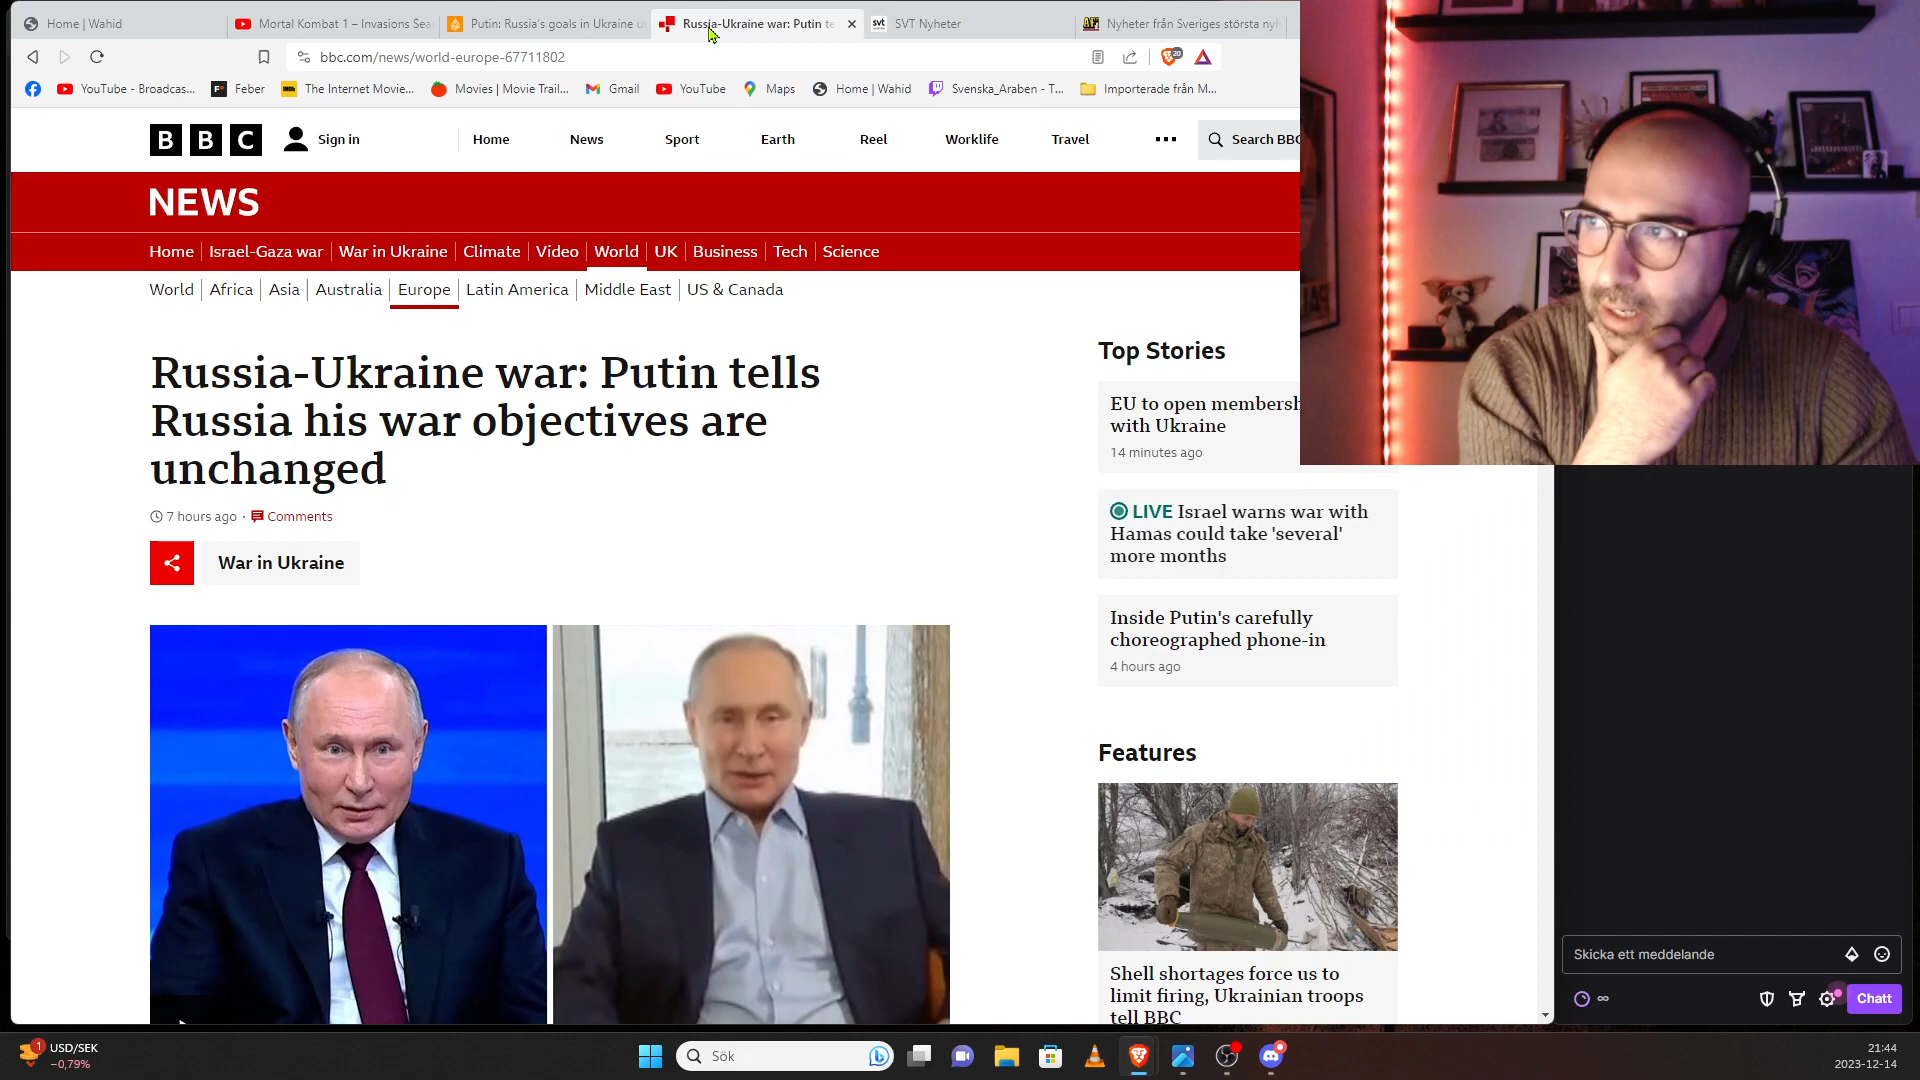 Home | Wahid
Mortal Kombat 1 – Invasions Sea
Putin: Russia's goals in Ukraine u
Russia-Ukraine war: Putin te
svt SVT Nyheter
Nyheter från Sveriges största nyh
bbc.com/news/world-europe-67711802
20
YouTube - Broadcas...
Feber
The Internet Movie...
Movies | Movie Trail...
Gmail
YouTube
Maps
Home | Wahid
Svenska_Araben - T...
Importerade från M...
BBC
Sign in
Home
News
Sport
Earth
Reel
Worklife
Travel
Search BBC
NEWS
Home Israel-Gaza war War in Ukraine Climate Video World UK Business Tech Science
World Africa Asia Australia Europe Latin America Middle East US & Canada
Russia-Ukraine war: Putin tells
Russia his war objectives are
unchanged
7 hours ago · Comments
War in Ukraine
Top Stories
EU to open membersh
with Ukraine
14 minutes ago
LIVE Israel warns war with
Hamas could take 'several'
more months
Inside Putin's carefully
choreographed phone-in
4 hours ago
Features
Shell shortages force us to
limit firing, Ukrainian troops
tell BBC
Skicka ett meddelande
Chatt
1
USD/SEK
−0,79%
Sök
21:44
2023-12-14